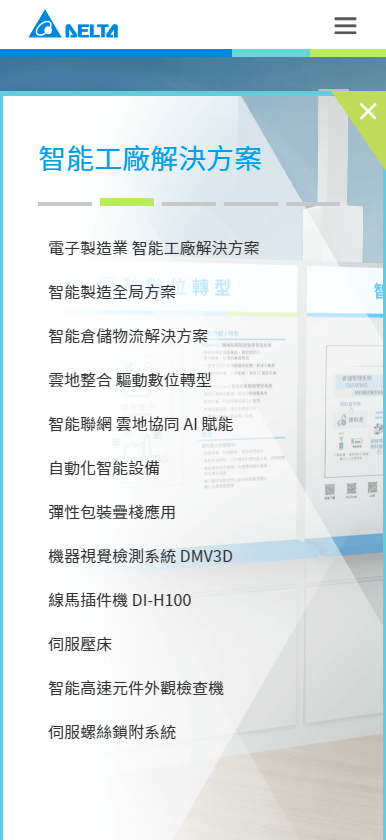 DELTA
智能工廠解決方案
電子製造業 智能工廠解決方案
智能製造全局方案
智能倉儲物流解決方案
雲地整合 驅動數位轉型
智能聯網 雲地協同 AI 賦能
自動化智能設備
彈性包裝疊棧應用
機器視覺檢測系統 DMV3D
線馬插件機 DI-H100
伺服壓床
智能高速元件外觀檢查機
伺服螺絲鎖附系統